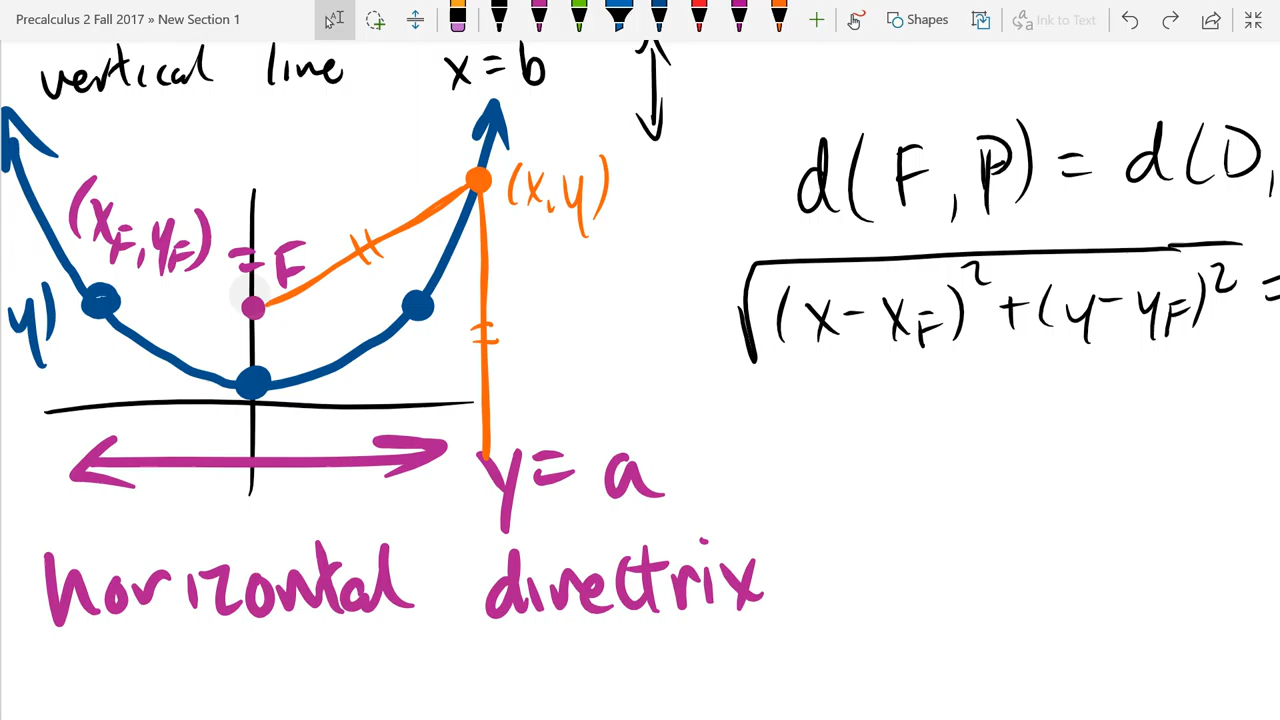 Precalculus 2 Fall 2017 » New Section 1
Shapes
Ink to Text
vertical line x = b
d(F, P) = d(D,
(x, y)
(x_F, y_F) = F
√((x - x_F)² + (y - y_F)²) =
y)
y = a
horizontal directrix